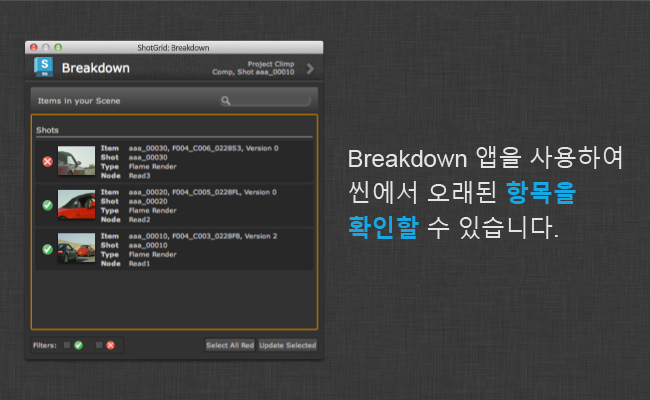 ShotGrid: Breakdown
S
SG
Breakdown
Project Climp
Comp, Shot aaa_00010
Items in your Scene
Shots
Item aaa_00030, F004_C006_0228S3, Version 0
Shot aaa_00030
Type Flame Render
Node Read3
Item aaa_00020, F004_C005_0228FL, Version 0
Shot aaa_00020
Type Flame Render
Node Read2
Item aaa_00010, F004_C003_0228F8, Version 2
Shot aaa_00010
Type Flame Render
Node Read1
Filters:
Select All Red
Update Selected
Breakdown 앱을 사용하여
씬에서 오래된 항목을
확인할 수 있습니다.